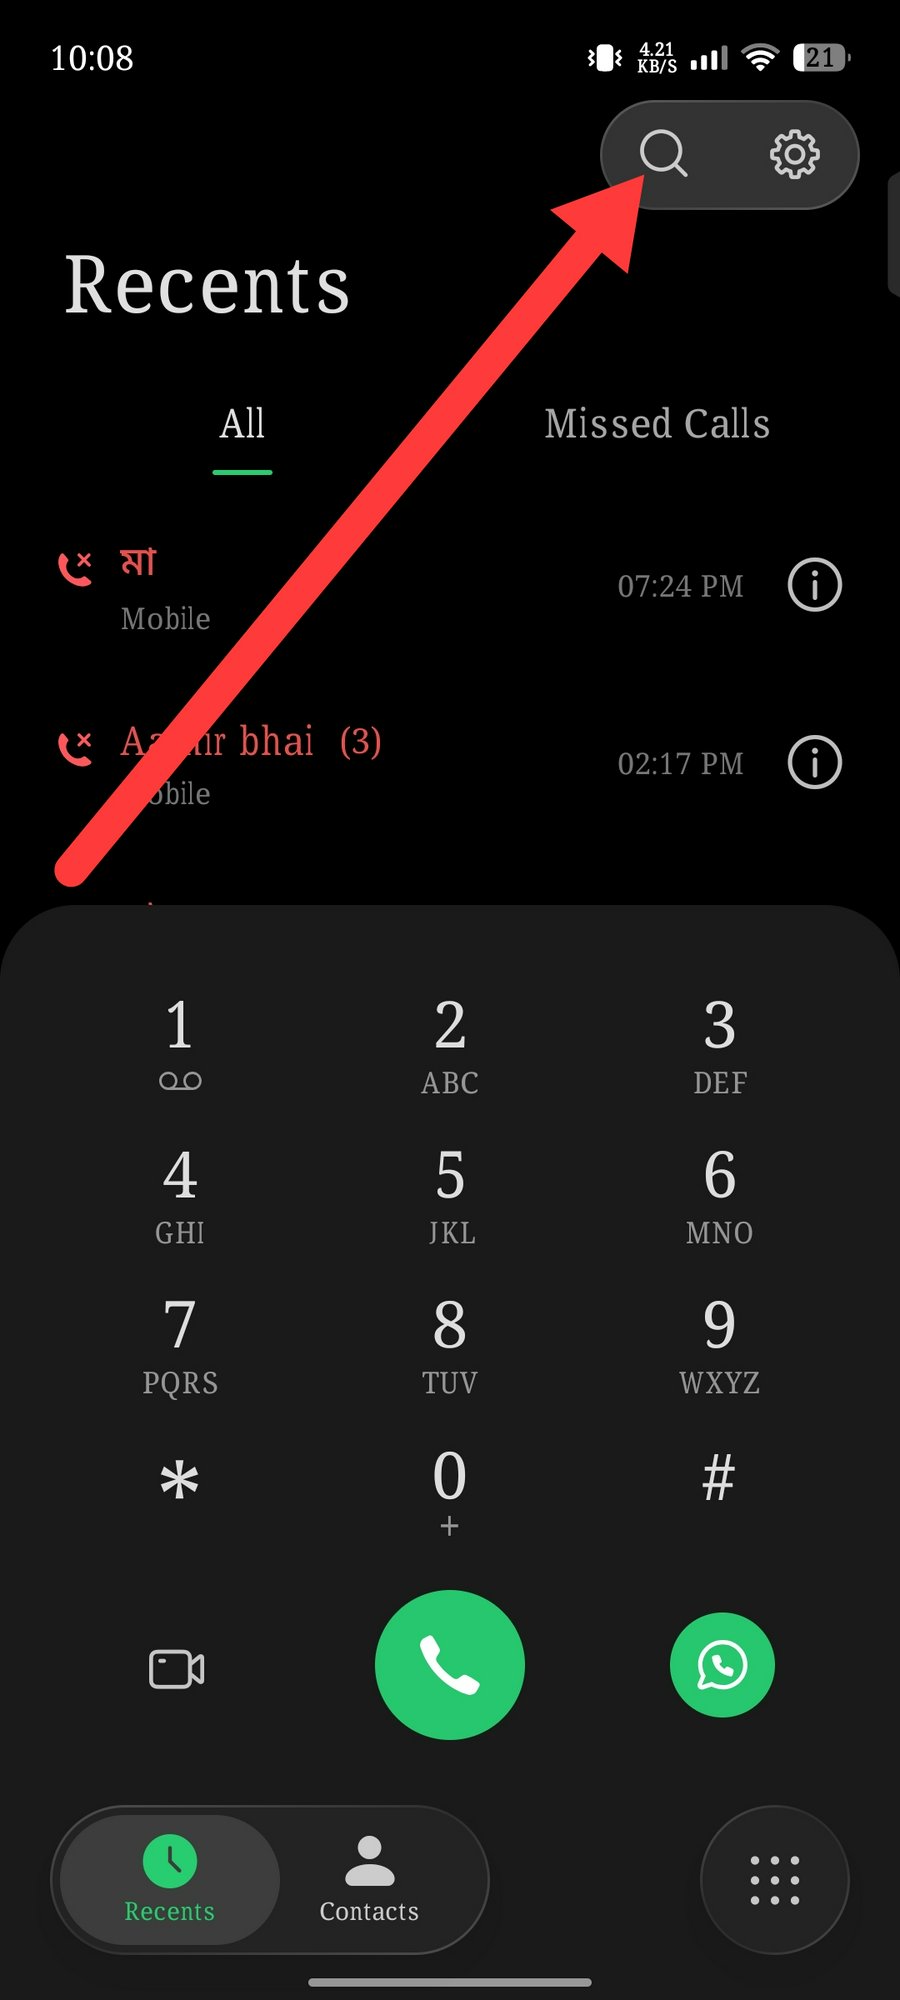 10:08
4.21
KB/S
21
Recents
All
Missed Calls
মা
07:24 PM
Mobile
bhai (3)
02:17 PM
1
2
3
ABC
DEF
4
5
6
GHI
JKL
MNO
7
8
9
PQRS
TUV
WXYZ
*
0
#
+
Recents
Contacts